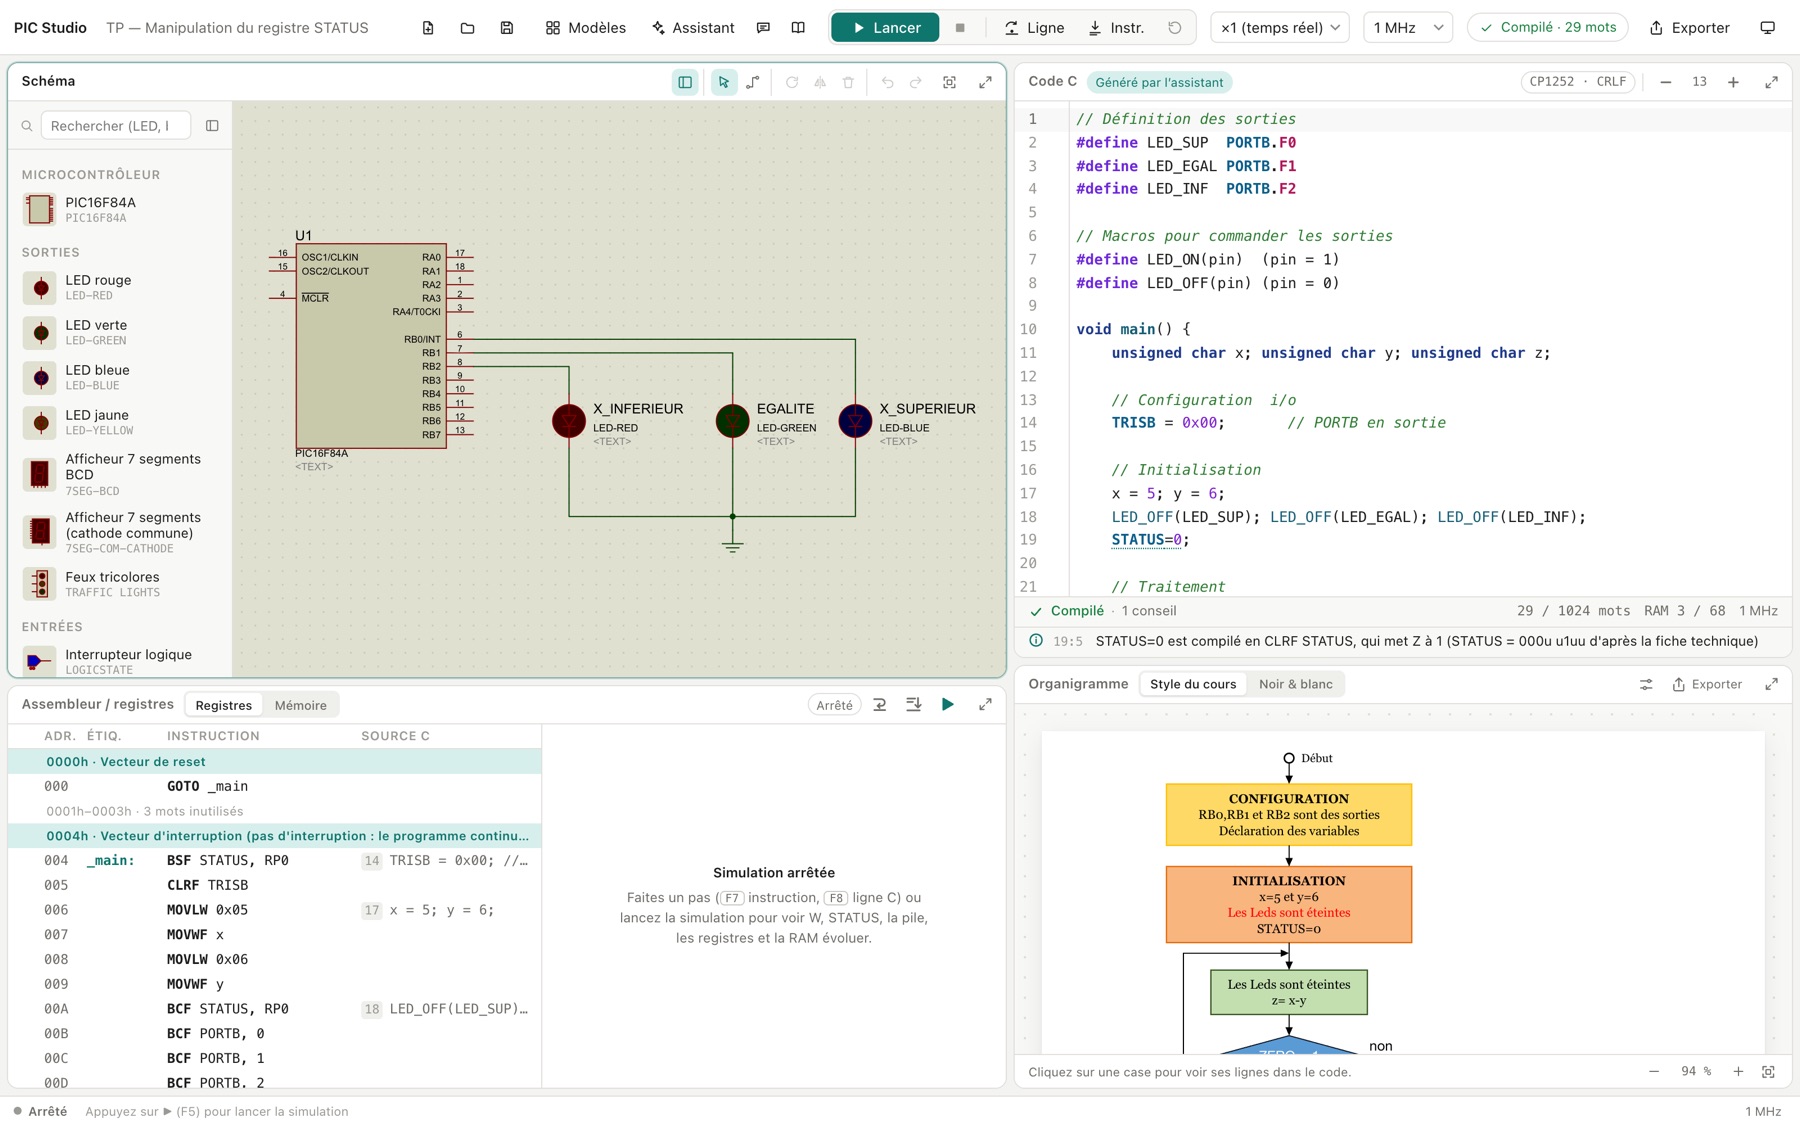 PIC Studio TP — Manipulation du registre STATUS Modèles Assistant Lancer Ligne Instr. ×1 (temps réel) 1 MHz Compilé · 29 mots Exporter
Schéma
Rechercher (LED, l
MICROCONTRÔLEUR
PIC16F84A
PIC16F84A
SORTIES
LED rouge
LED-RED
LED verte
LED-GREEN
LED bleue
LED-BLUE
LED jaune
LED-YELLOW
Afficheur 7 segments
BCD
7SEG-BCD
Afficheur 7 segments
(cathode commune)
7SEG-COM-CATHODE
Feux tricolores
TRAFFIC LIGHTS
ENTRÉES
Interrupteur logique
LOGICSTATE
U1
16 OSC1/CLKIN RA0 17
15 OSC2/CLKOUT RA1 18
RA2 1
4 MCLR RA3 2
RA4/T0CKI 3
RB0/INT 6
RB1 7
RB2 8
RB3 9
RB4 10
RB5 11
RB6 12
RB7 13
PIC16F84A
<TEXT>
X_INFERIEUR
LED-RED
<TEXT>
EGALITE
LED-GREEN
<TEXT>
X_SUPERIEUR
LED-BLUE
<TEXT>
Code C Généré par l'assistant CP1252 · CRLF − 13 +
1 // Définition des sorties
2 #define LED_SUP PORTB.F0
3 #define LED_EGAL PORTB.F1
4 #define LED_INF PORTB.F2
5
6 // Macros pour commander les sorties
7 #define LED_ON(pin) (pin = 1)
8 #define LED_OFF(pin) (pin = 0)
9
10 void main() {
11 unsigned char x; unsigned char y; unsigned char z;
12
13 // Configuration i/o
14 TRISB = 0x00; // PORTB en sortie
15
16 // Initialisation
17 x = 5; y = 6;
18 LED_OFF(LED_SUP); LED_OFF(LED_EGAL); LED_OFF(LED_INF);
19 STATUS=0;
20
21 // Traitement
Compilé · 1 conseil 29 / 1024 mots RAM 3 / 68 1 MHz
19:5 STATUS=0 est compilé en CLRF STATUS, qui met Z à 1 (STATUS = 000u u1uu d'après la fiche technique)
Assembleur / registres Registres Mémoire Arrêté
ADR. ÉTIQ. INSTRUCTION SOURCE C
0000h · Vecteur de reset
000 GOTO _main
0001h–0003h · 3 mots inutilisés
0004h · Vecteur d'interruption (pas d'interruption : le programme continu…
004 _main: BSF STATUS, RP0 14 TRISB = 0x00; //…
005 CLRF TRISB
006 MOVLW 0x05 17 x = 5; y = 6;
007 MOVWF x
008 MOVLW 0x06
009 MOVWF y
00A BCF STATUS, RP0 18 LED_OFF(LED_SUP)…
00B BCF PORTB, 0
00C BCF PORTB, 1
00D BCF PORTB, 2
Simulation arrêtée
Faites un pas (F7 instruction, F8 ligne C) ou
lancez la simulation pour voir W, STATUS, la pile,
les registres et la RAM évoluer.
Organigramme Style du cours Noir & blanc Exporter
Début
CONFIGURATION
RB0,RB1 et RB2 sont des sorties
Déclaration des variables
INITIALISATION
x=5 et y=6
Les Leds sont éteintes
STATUS=0
Les Leds sont éteintes
z= x-y
non
Cliquez sur une case pour voir ses lignes dans le code. − 94 % +
Arrêté Appuyez sur ▶ (F5) pour lancer la simulation 1 MHz